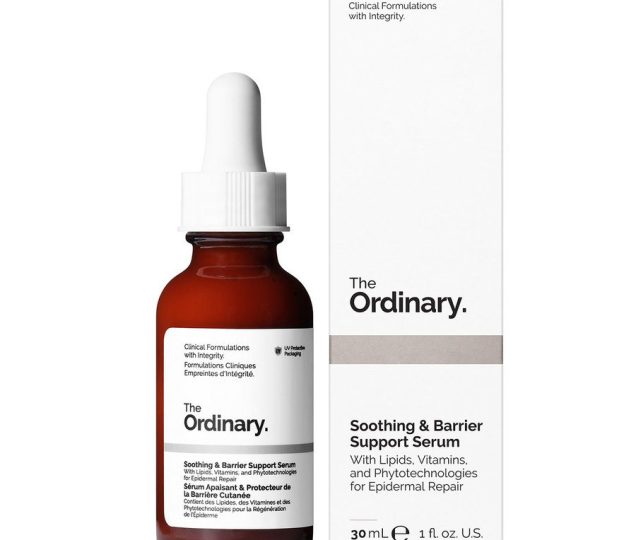 Clinical Formulations
with Integrity.
Formulations Cliniques
Empreintes d'Intégrité.
UV Protective
Packaging
The
Ordinary.
Soothing & Barrier Support Serum
With Lipids, Vitamins, and Phytotechnologies
for Epidermal Repair
Sérum Apaisant & Protecteur de
la Barrière Cutanée
Contient des Lipides, des Vitamines et des
Phytotechnologies pour la Régénération
de l'Épiderme
Clinical Formulations
with Integrity.
The
Ordinary.
Soothing & Barrier
Support Serum
With Lipids, Vitamins,
and Phytotechnologies
for Epidermal Repair
30 mL ℮ 1 fl. oz. U.S.